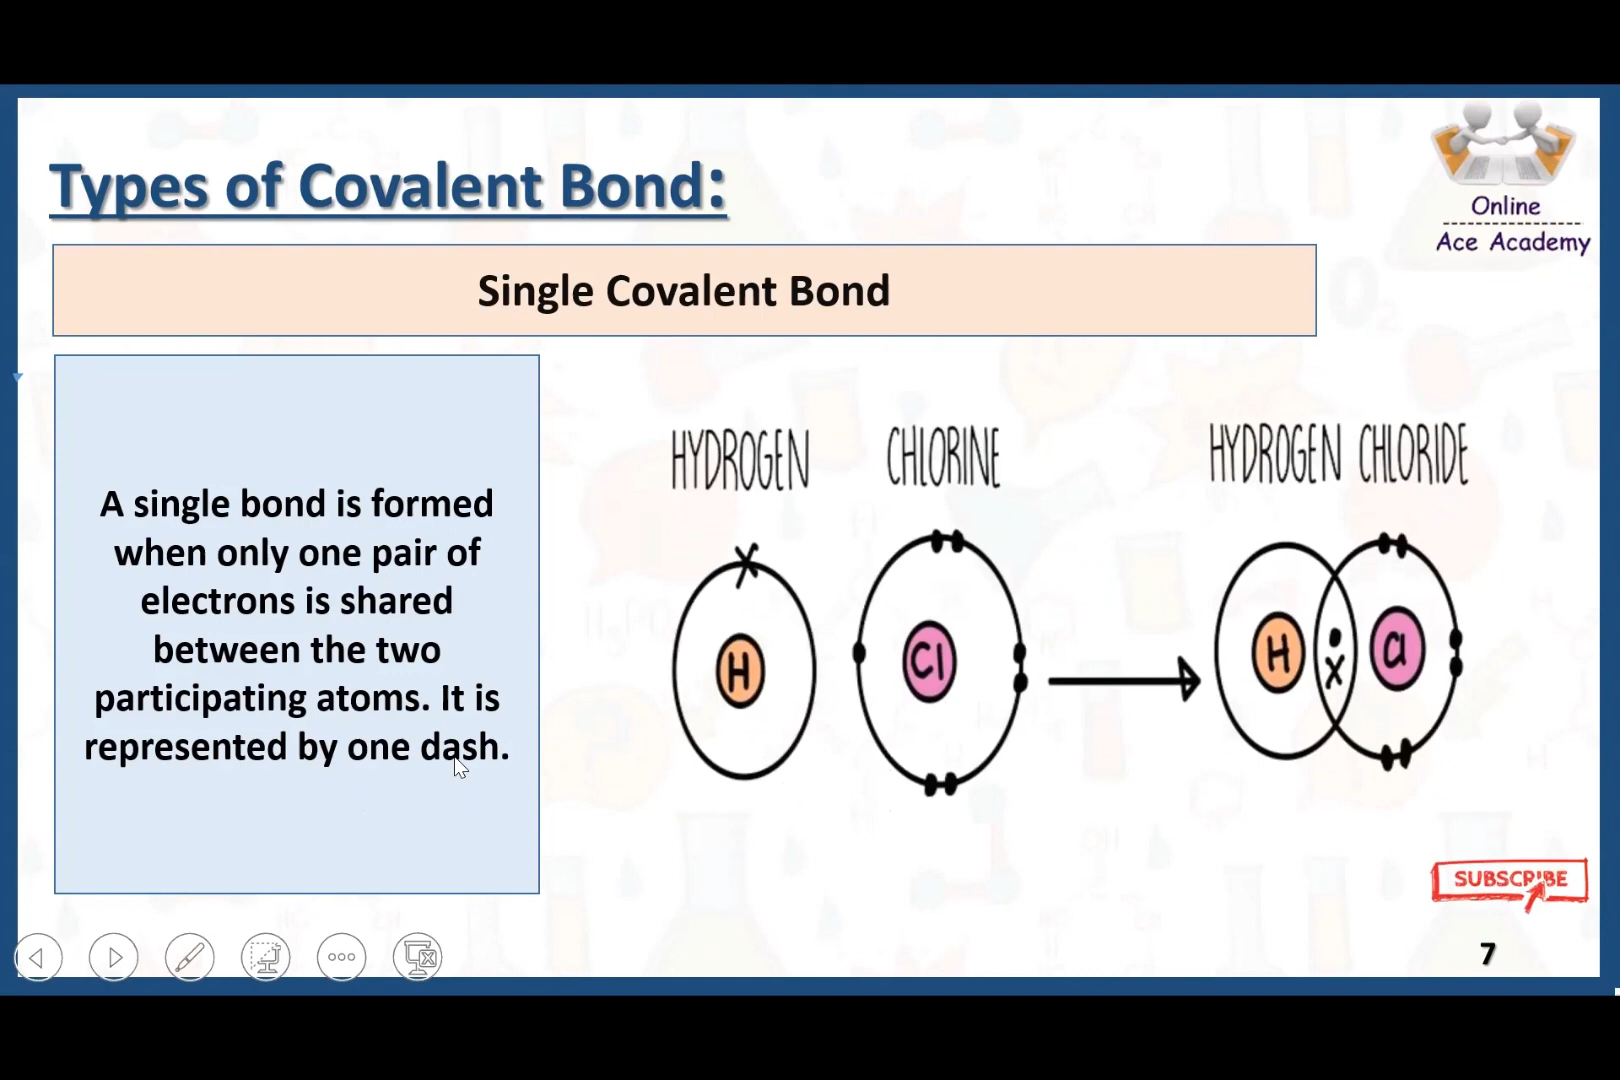 Types of Covalent Bond:
Online
Ace Academy
Single Covalent Bond
A single bond is formed
when only one pair of
electrons is shared
between the two
participating atoms. It is
represented by one dash.
HYDROGEN
CHLORINE
HYDROGEN CHLORIDE
H
Cl
H
Cl
SUBSCRIBE
7